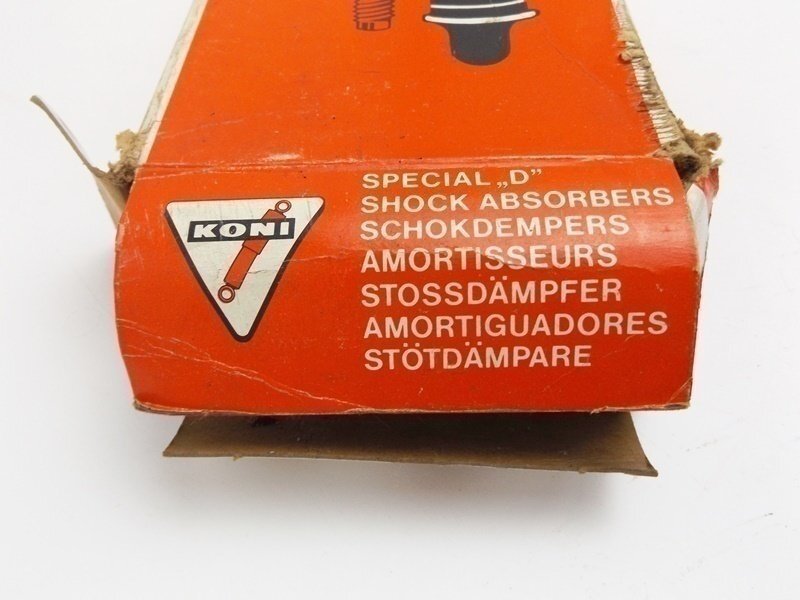 KONI
SPECIAL „D"
SHOCK ABSORBERS
SCHOKDEMPERS
AMORTISSEURS
STOSSDÄMPFER
AMORTIGUADORES
STÖTDÄMPARE